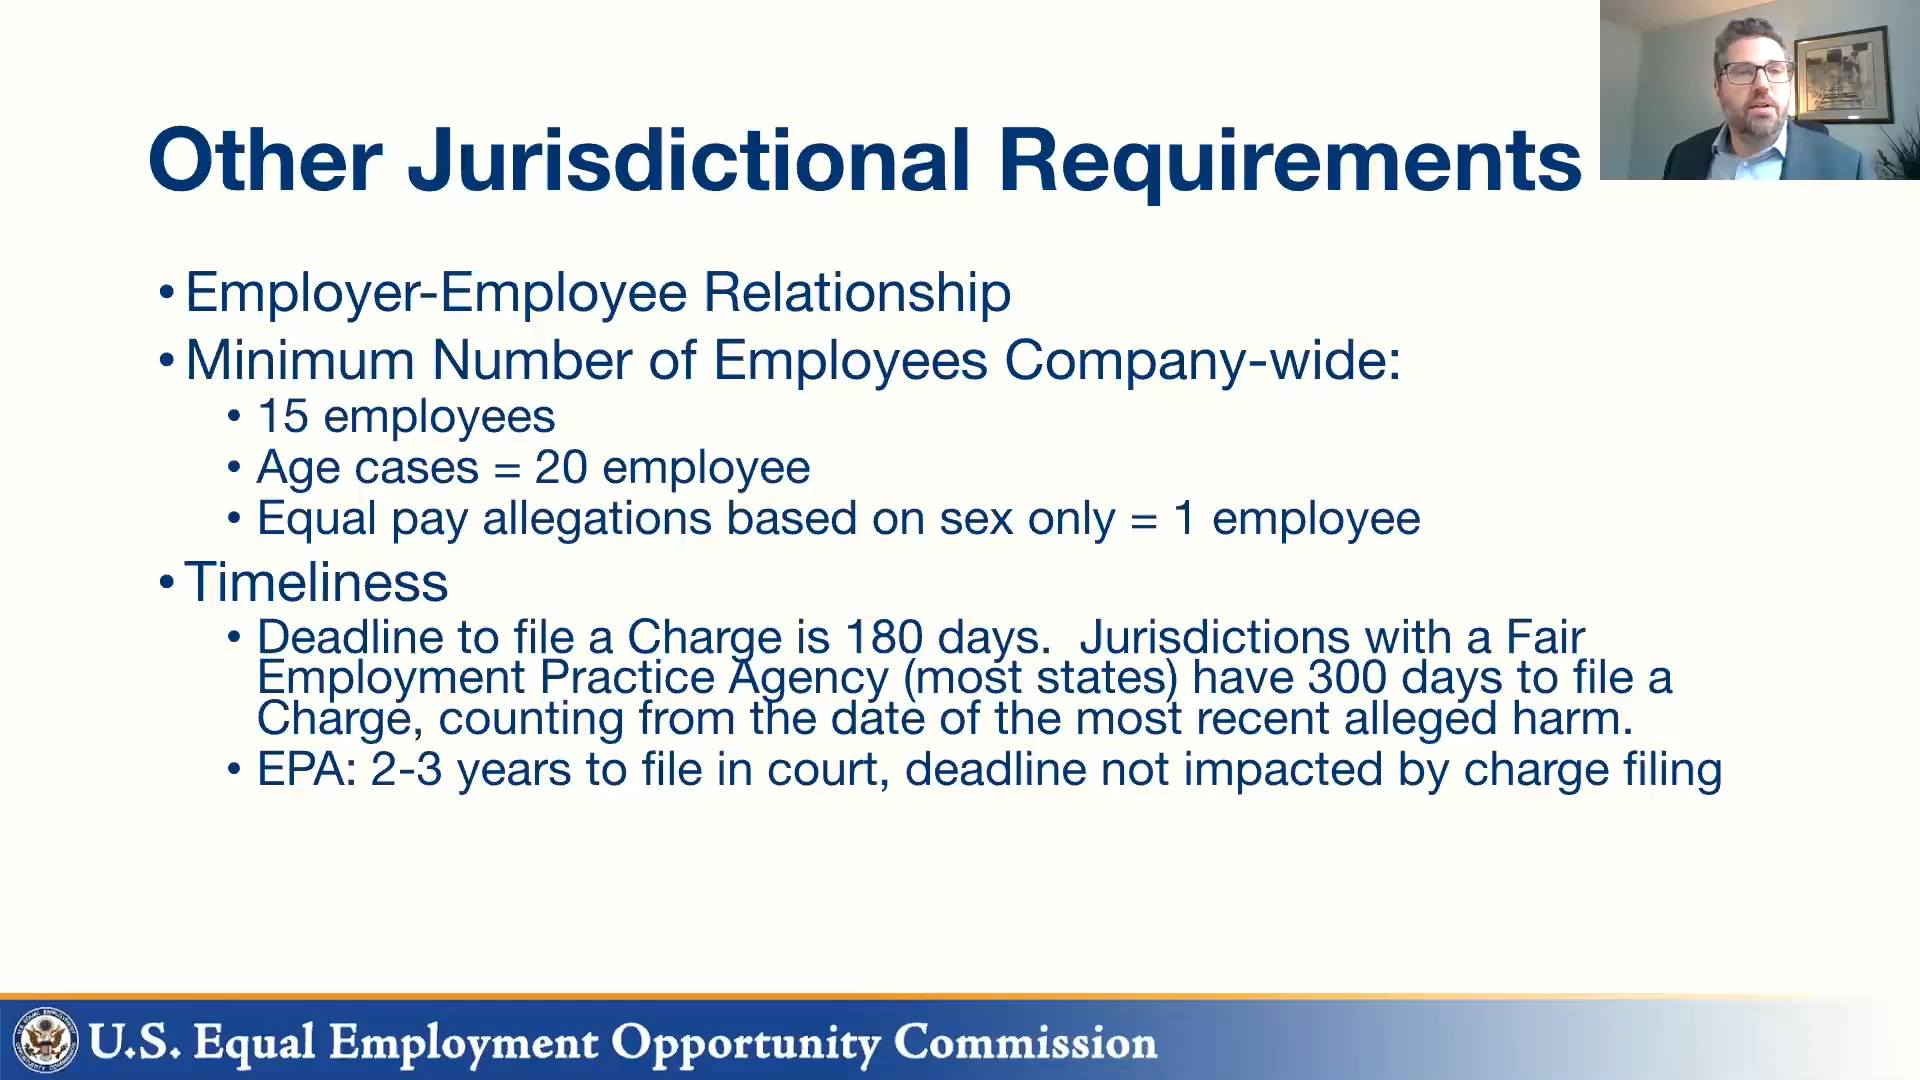 Other Jurisdictional Requirements
• Employer-Employee Relationship
• Minimum Number of Employees Company-wide:
• 15 employees
• Age cases = 20 employee
• Equal pay allegations based on sex only = 1 employee
• Timeliness
• Deadline to file a Charge is 180 days.  Jurisdictions with a Fair
Employment Practice Agency (most states) have 300 days to file a
Charge, counting from the date of the most recent alleged harm.
• EPA: 2-3 years to file in court, deadline not impacted by charge filing
U.S. Equal Employment Opportunity Commission